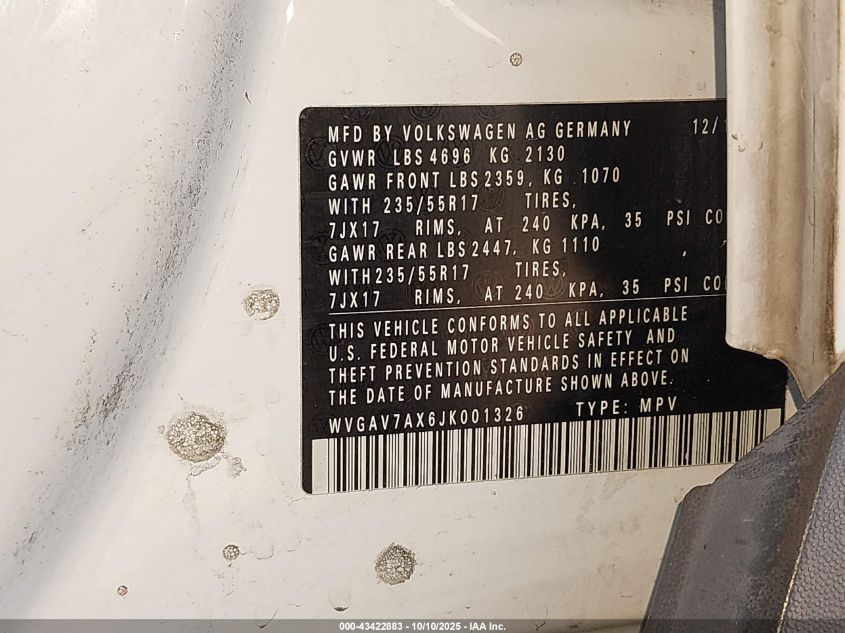 MFD BY VOLKSWAGEN AG GERMANY 12/
GVWR LBS 4696 KG 2130
GAWR FRONT LBS 2359, KG 1070
WITH 235/55R17 TIRES,
7JX17 RIMS, AT 240 KPA, 35 PSI CO
GAWR REAR LBS 2447, KG 1110
WITH 235/55R17 TIRES,
7JX17 RIMS, AT 240 KPA, 35 PSI CO
THIS VEHICLE CONFORMS TO ALL APPLICABLE
U.S. FEDERAL MOTOR VEHICLE SAFETY AND
THEFT PREVENTION STANDARDS IN EFFECT ON
THE DATE OF MANUFACTURE SHOWN ABOVE.
WVGAV7AX6JK001326 TYPE: MPV
000-43422883 - 10/10/2025 - IAA Inc.